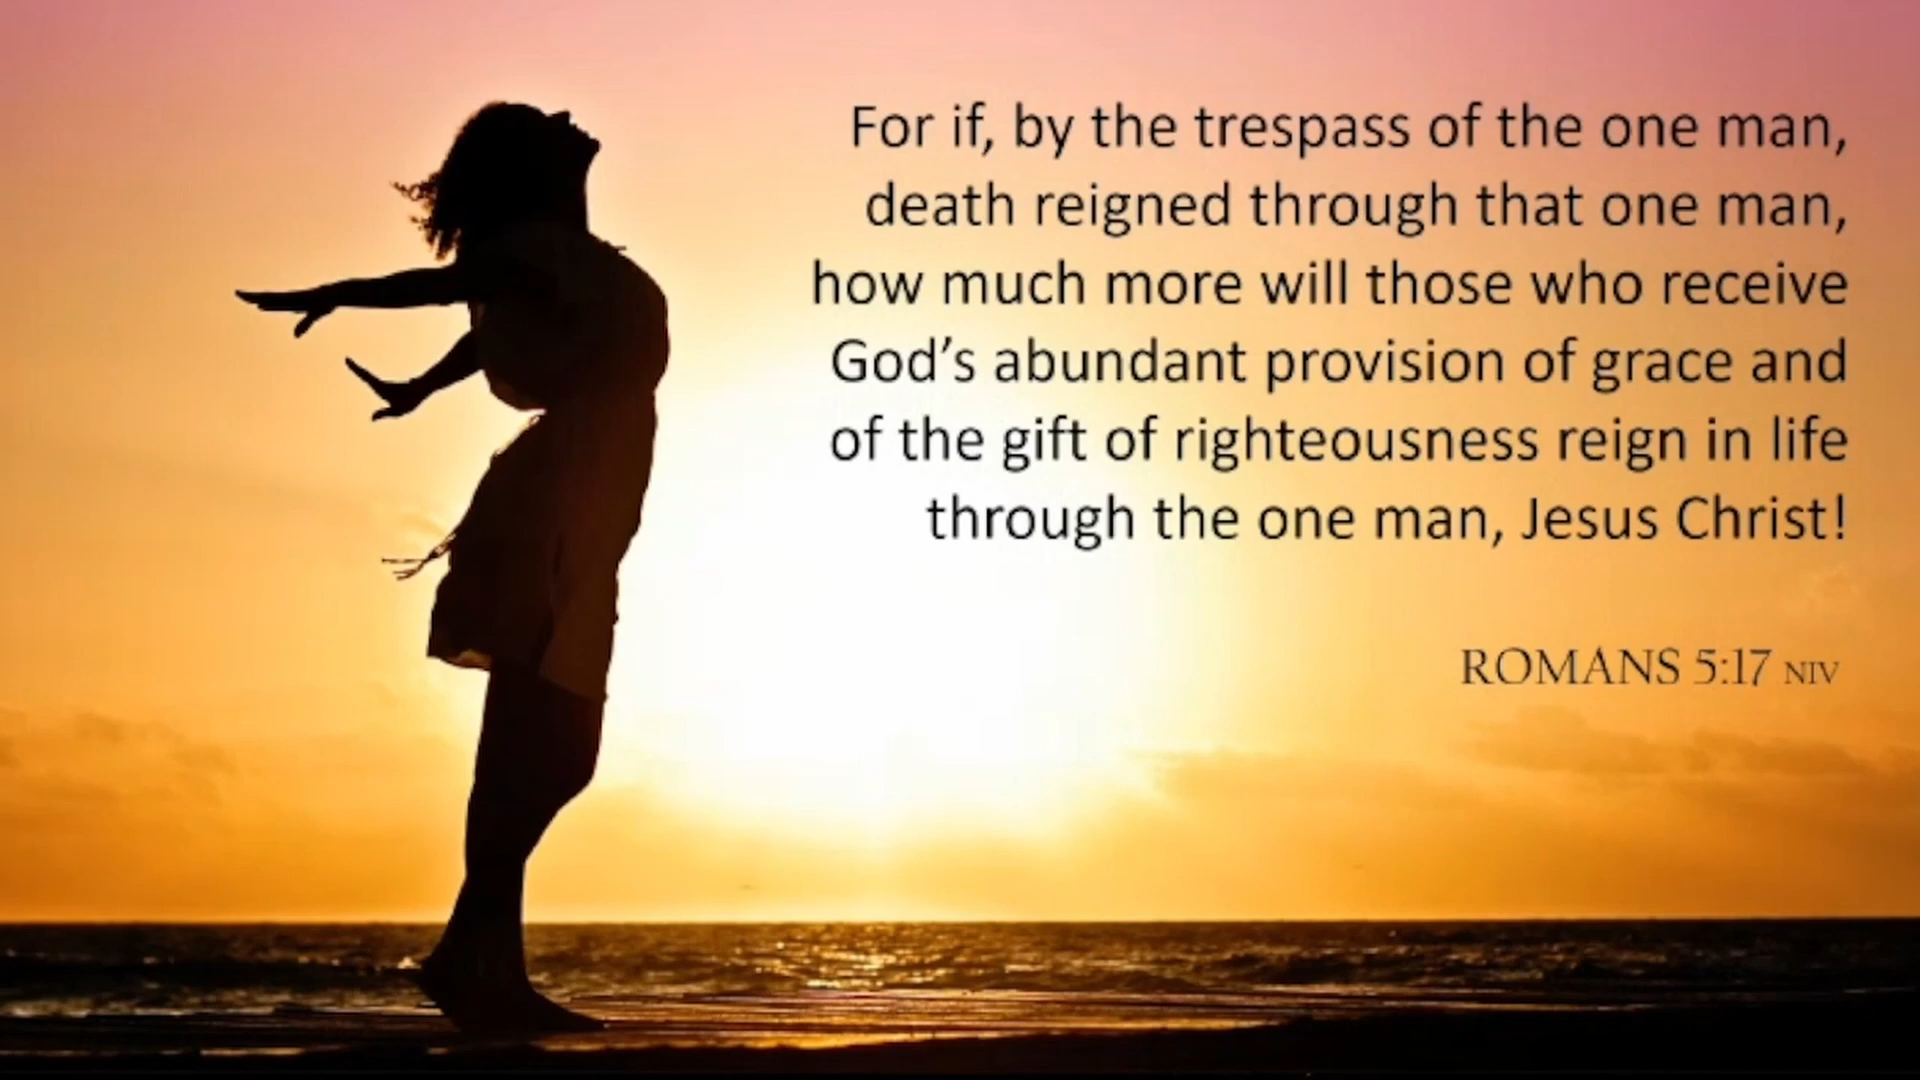 For if, by the trespass of the one man,
death reigned through that one man,
how much more will those who receive
God’s abundant provision of grace and
of the gift of righteousness reign in life
through the one man, Jesus Christ!
ROMANS 5:17 NIV